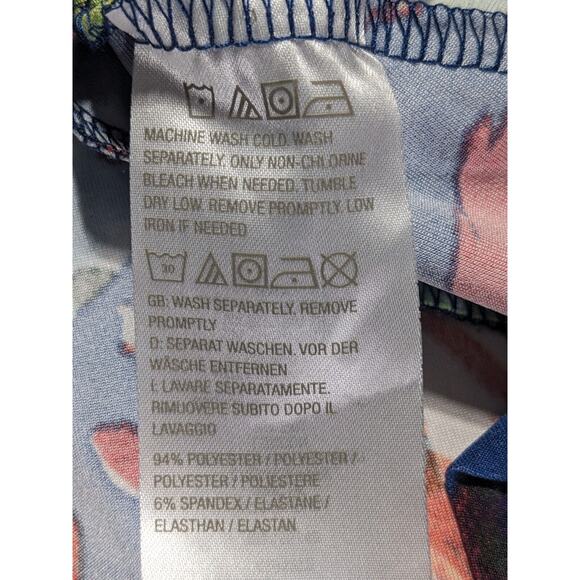 MACHINE WASH COLD. WASH
SEPARATELY. ONLY NON-CHLORINE
BLEACH WHEN NEEDED. TUMBLE
DRY LOW. REMOVE PROMPTLY. LOW
IRON IF NEEDED
30
GB: WASH SEPARATELY. REMOVE
PROMPTLY
D: SEPARAT WASCHEN. VOR DER
WÄSCHE ENTFERNEN
I: LAVARE SEPARATAMENTE.
RIMUOVERE SUBITO DOPO IL
LAVAGGIO
94% POLYESTER / POLYESTER /
POLYESTER / POLIESTERE
6% SPANDEX / ELASTANE /
ELASTHAN / ELASTAN